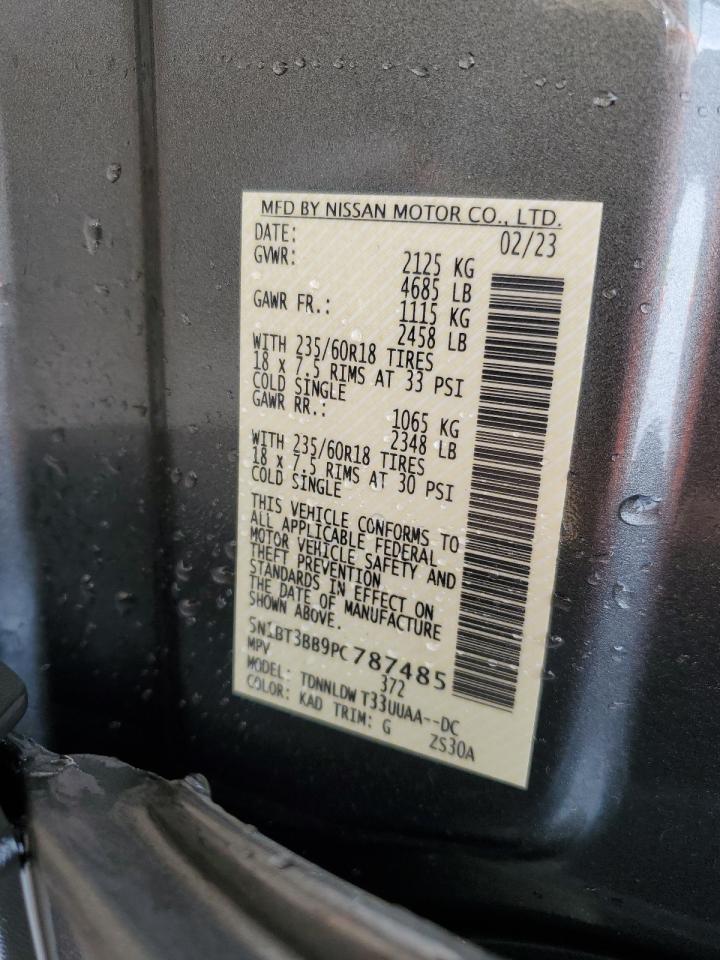 MFD BY NISSAN MOTOR CO., LTD.
DATE: 02/23
GVWR: 2125 KG
4685 LB
GAWR FR.: 1115 KG
2458 LB
WITH 235/60R18 TIRES
18 X 7.5 RIMS AT 33 PSI
COLD SINGLE
GAWR RR.: 1065 KG
2348 LB
WITH 235/60R18 TIRES
18 X 7.5 RIMS AT 30 PSI
COLD SINGLE
THIS VEHICLE CONFORMS TO
ALL APPLICABLE FEDERAL
MOTOR VEHICLE SAFETY AND
THEFT PREVENTION
STANDARDS IN EFFECT ON
THE DATE OF MANUFACTURE
SHOWN ABOVE.
5N1BT3BB9PC787485
MPV 372
MODEL: TDNNLDW T33UUAA--DC
COLOR: KAD TRIM: G ZS30A